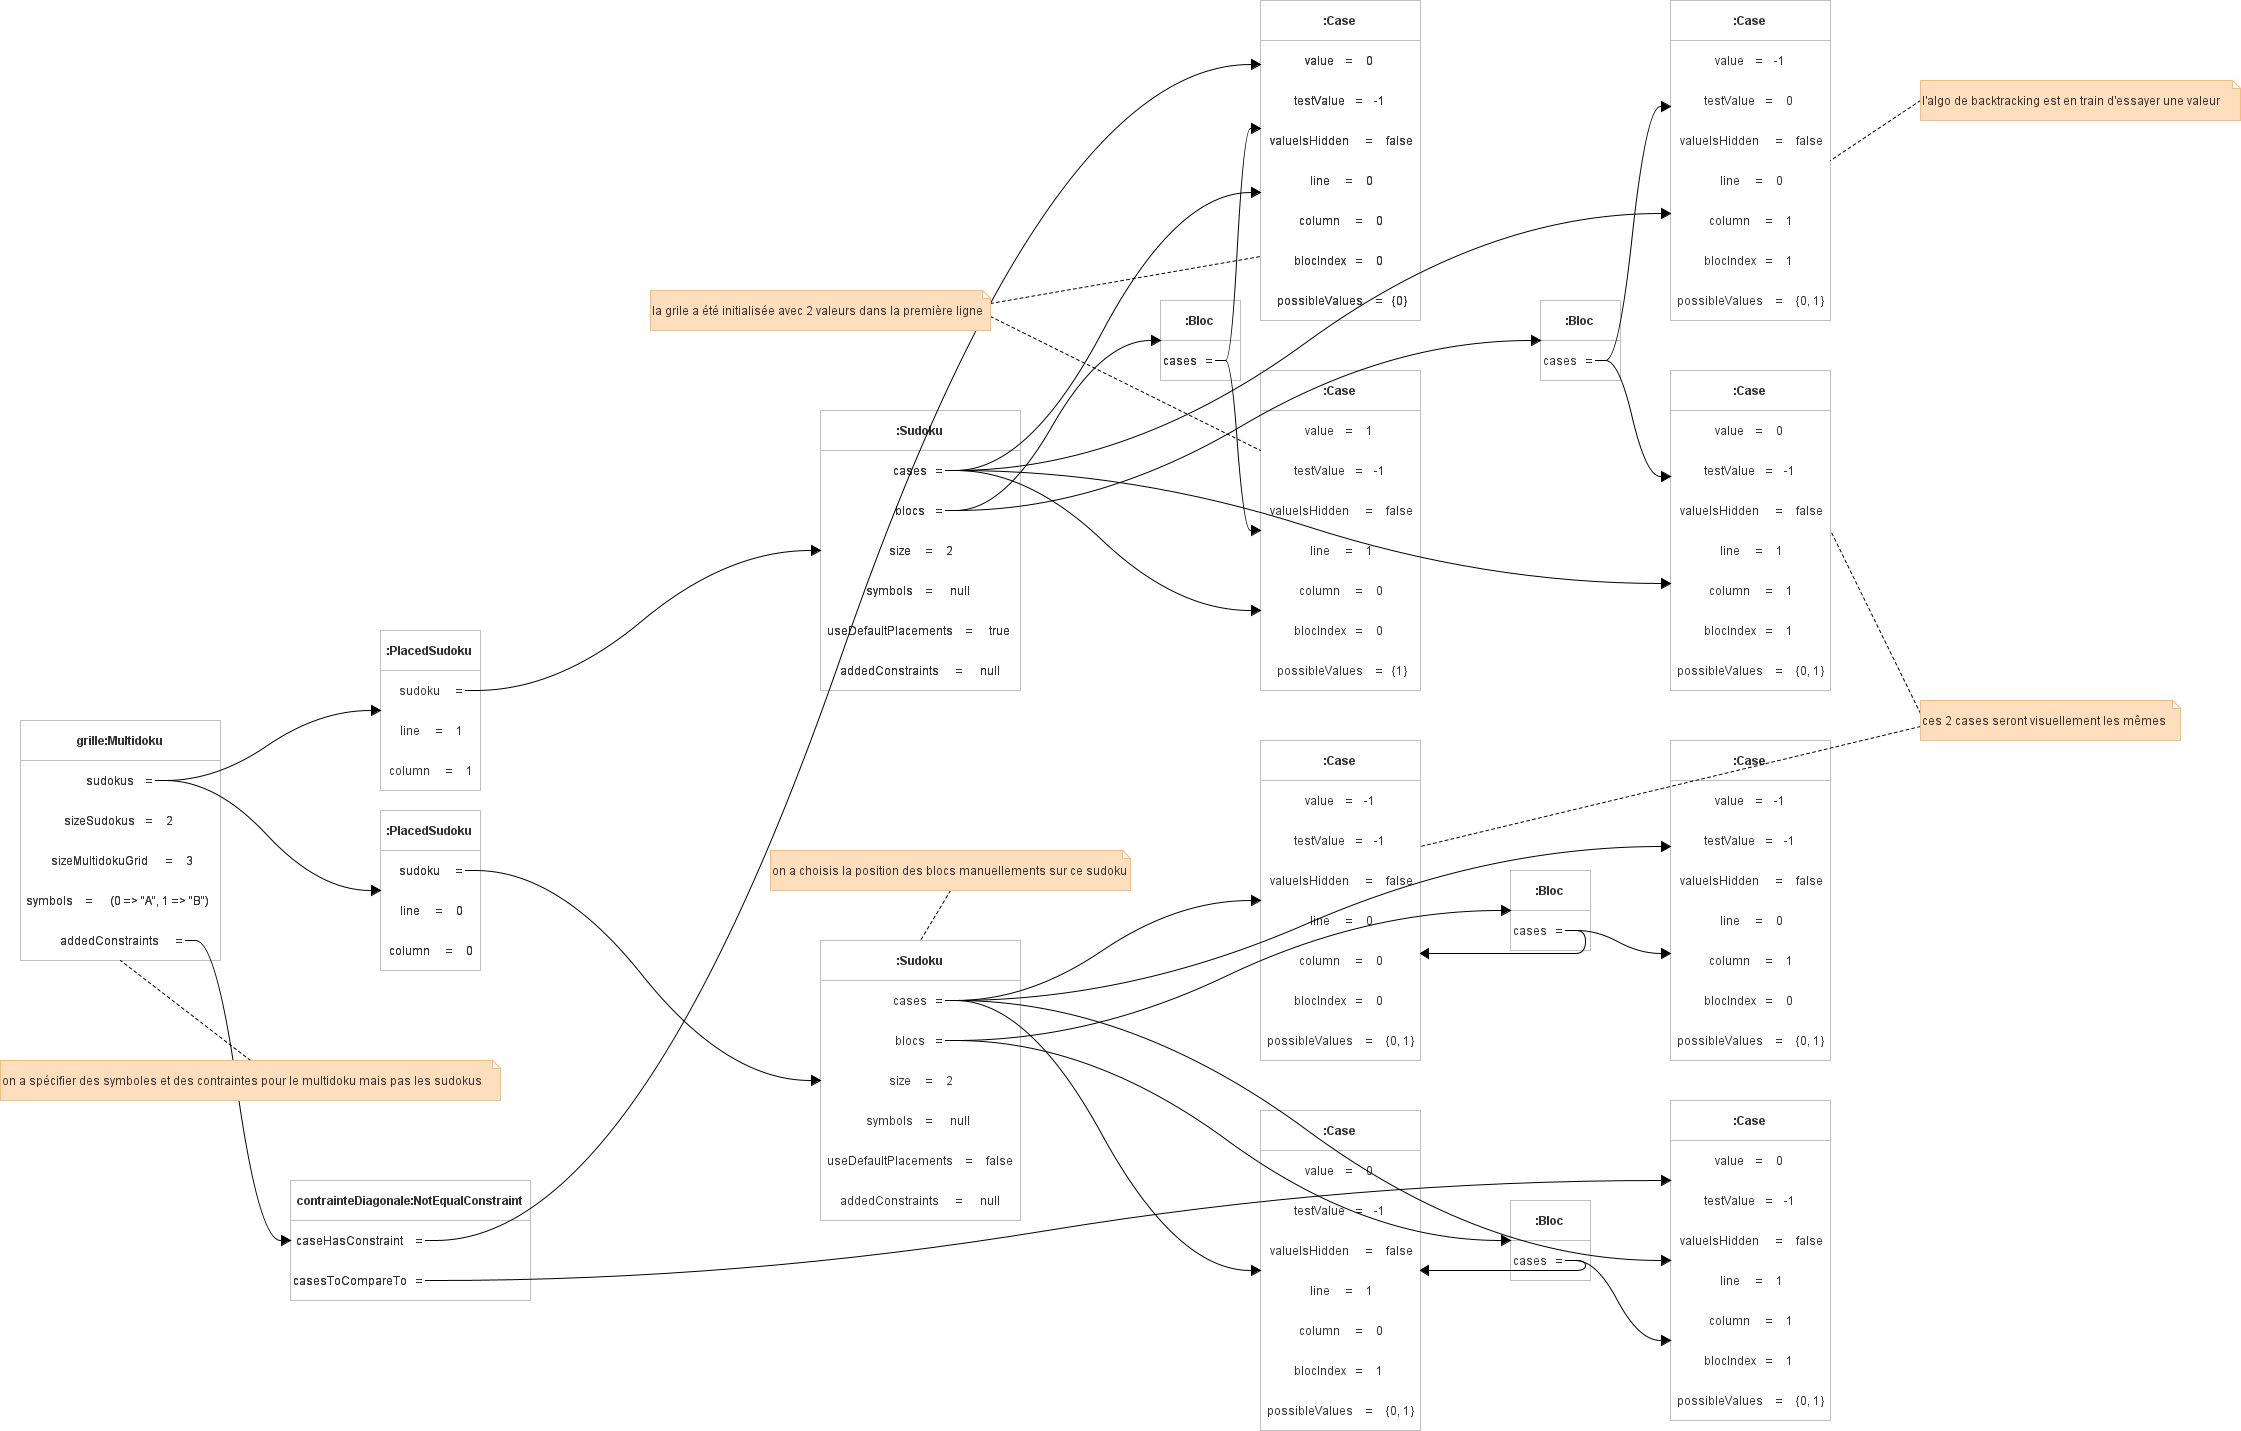 grille:Multidoku
sudokus =
sizeSudokus = 2
sizeMultidokuGrid = 3
symbols = (0 => "A", 1 => "B")
addedConstraints =
on a spécifier des symboles et des contraintes pour le multidoku mais pas les sudokus
:PlacedSudoku
sudoku =
line = 1
column = 1
:PlacedSudoku
sudoku =
line = 0
column = 0
contrainteDiagonale:NotEqualConstraint
caseHasConstraint =
casesToCompareTo =
la grile a été initialisée avec 2 valeurs dans la première ligne
:Sudoku
cases =
blocs =
size = 2
symbols = null
useDefaultPlacements = true
addedConstraints = null
on a choisis la position des blocs manuellements sur ce sudoku
:Sudoku
cases =
blocs =
size = 2
symbols = null
useDefaultPlacements = false
addedConstraints = null
:Bloc
cases =
:Case
value = 0
testValue = -1
valueIsHidden = false
line = 0
column = 0
blocIndex = 0
possibleValues = {0}
:Case
value = 1
testValue = -1
valueIsHidden = false
line = 1
column = 0
blocIndex = 0
possibleValues = {1}
:Case
value = -1
testValue = -1
valueIsHidden = false
line = 0
column = 0
blocIndex = 0
possibleValues = {0, 1}
:Case
value = 0
testValue = -1
valueIsHidden = false
line = 1
column = 0
blocIndex = 1
possibleValues = {0, 1}
:Bloc
cases =
:Bloc
cases =
:Bloc
cases =
:Case
value = -1
testValue = 0
valueIsHidden = false
line = 0
column = 1
blocIndex = 1
possibleValues = {0, 1}
:Case
value = 0
testValue = -1
valueIsHidden = false
line = 1
column = 1
blocIndex = 1
possibleValues = {0, 1}
:Case
value = -1
testValue = -1
valueIsHidden = false
line = 0
column = 1
blocIndex = 0
possibleValues = {0, 1}
:Case
value = 0
testValue = -1
valueIsHidden = false
line = 1
column = 1
blocIndex = 1
possibleValues = {0, 1}
l'algo de backtracking est en train d'essayer une valeur
ces 2 cases seront visuellement les mêmes